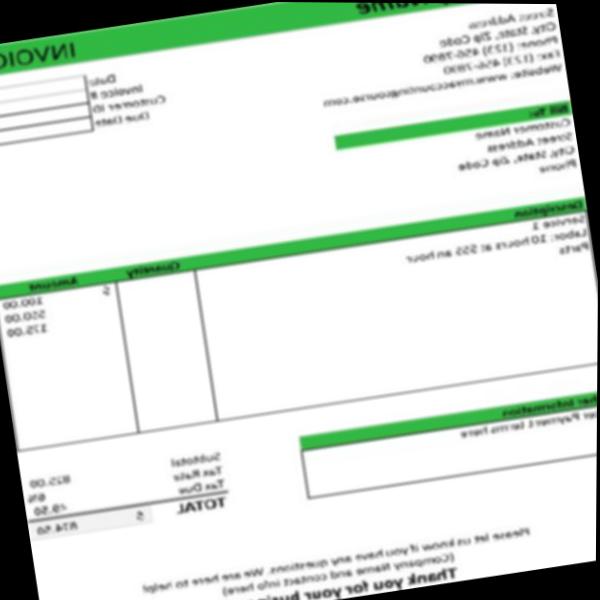 Name INVOIC
Street Address
City, State, Zip Code
Phone: (123) 456-7890
Fax: (123) 456-7890
Website: www.myaccountingcourse.com
Date:
Invoice #
Customer ID
Due Date
Bill To:
Customer Name
Street Address
City, State, Zip Code
Phone
Description Quantity Amount
Service 1 $ 100.00
Labor: 10 hours at $55 an hour 550.00
Parts 175.00
Subtotal 825.00
Tax Rate 6%
Tax Due 49.50
TOTAL $ 874.50
Information
Payment terms here
Please let us know if you have any questions. We are here to help!
(Company Name and contact info here)
Thank you for your